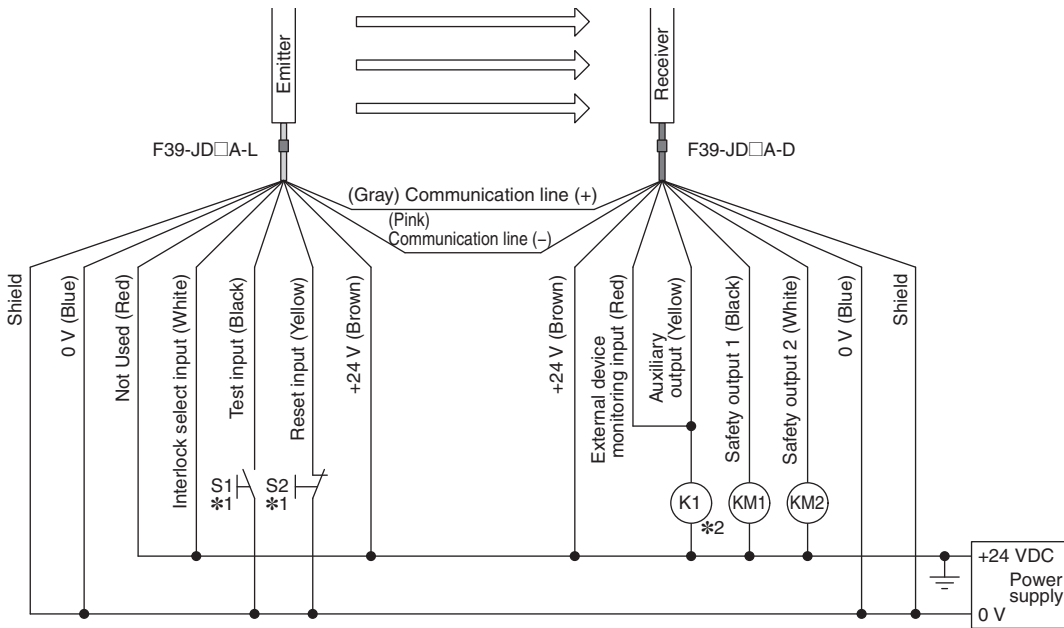 Emitter
Receiver
F39-JD□A-L
F39-JD□A-D
(Gray) Communication line (+)
(Pink)
Communication line (−)
Shield
0 V (Blue)
Not Used (Red)
Interlock select input (White)
Test input (Black)
Reset input (Yellow)
+24 V (Brown)
+24 V (Brown)
External device
monitoring input (Red)
Auxiliary
output (Yellow)
Safety output 1 (Black)
Safety output 2 (White)
0 V (Blue)
Shield
S1
✱1
S2
✱1
K1
✱2
KM1
KM2
+24 VDC
Power
supply
0 V